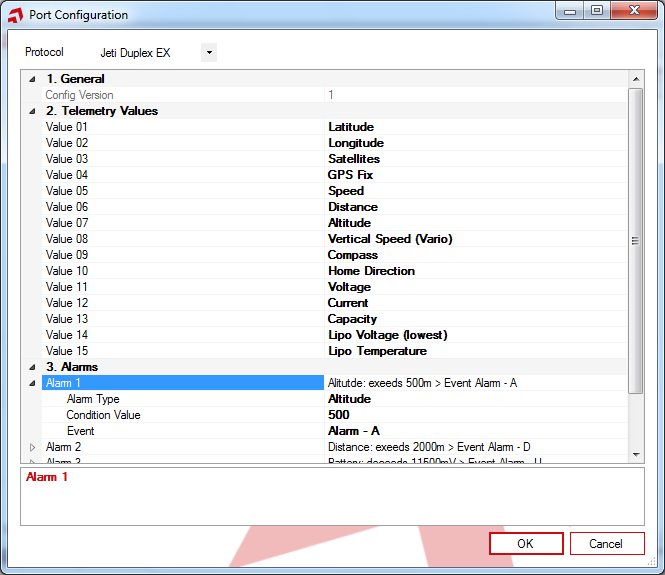 Port Configuration
Protocol Jeti Duplex EX
1. General
Config Version 1
2. Telemetry Values
Value 01 Latitude
Value 02 Longitude
Value 03 Satellites
Value 04 GPS Fix
Value 05 Speed
Value 06 Distance
Value 07 Altitude
Value 08 Vertical Speed (Vario)
Value 09 Compass
Value 10 Home Direction
Value 11 Voltage
Value 12 Current
Value 13 Capacity
Value 14 Lipo Voltage (lowest)
Value 15 Lipo Temperature
3. Alarms
Alarm 1 Alitutde: exeeds 500m > Event Alarm - A
Alarm Type Altitude
Condition Value 500
Event Alarm - A
Alarm 2 Distance: exeeds 2000m > Event Alarm - D
Alarm 3 Battery: deceeds 11500mV > Event Alarm - U
Alarm 1
OK Cancel